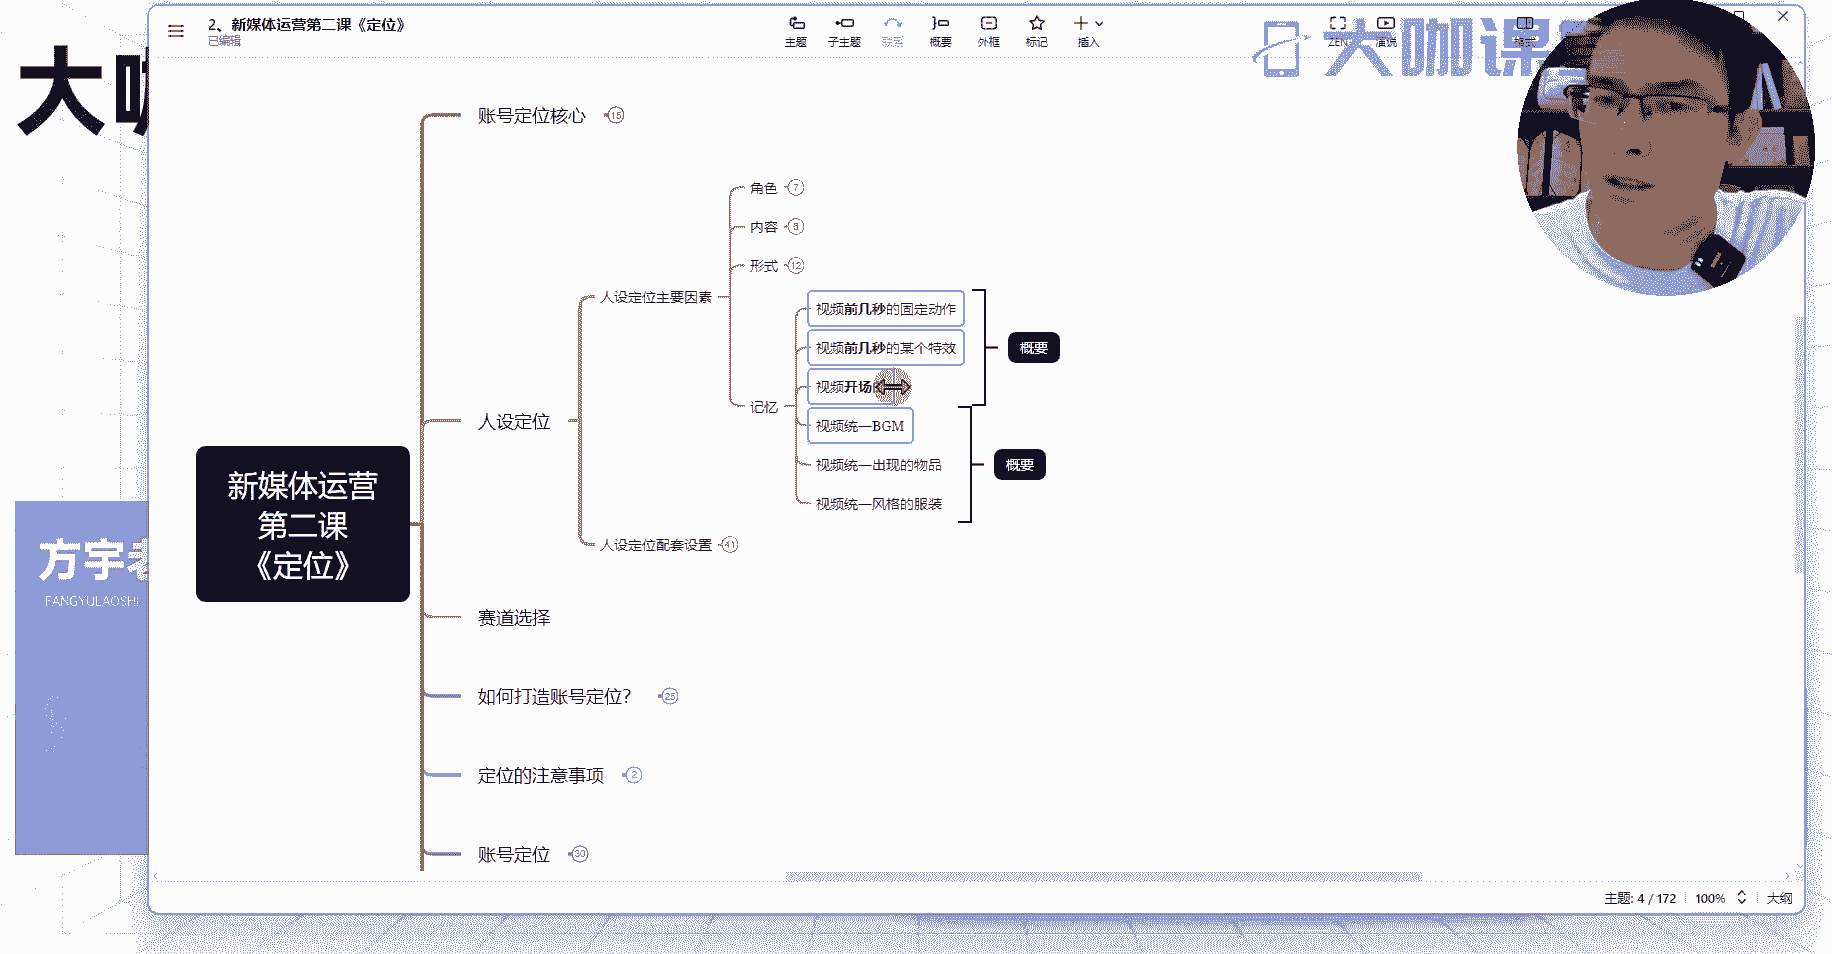 2、新媒体运营第二课《定位》
已编辑
主题
子主题
联系
概要
外框
标记
插入
ZEN
演说
格式
大咖课
大
账号定位核心
15
角色
7
内容
8
形式
12
人设定位主要因素
视频前几秒的固定动作
视频前几秒的某个特效
概要
视频开场
记忆
视频统一BGM
人设定位
视频统一出现的物品
概要
视频统一风格的服装
新媒体运营
第二课
《定位》
人设定位配套设置
41
方宇老
FANGYULAOSHI
赛道选择
如何打造账号定位?
25
定位的注意事项
2
账号定位
30
主题: 4 / 172
100%
大纲